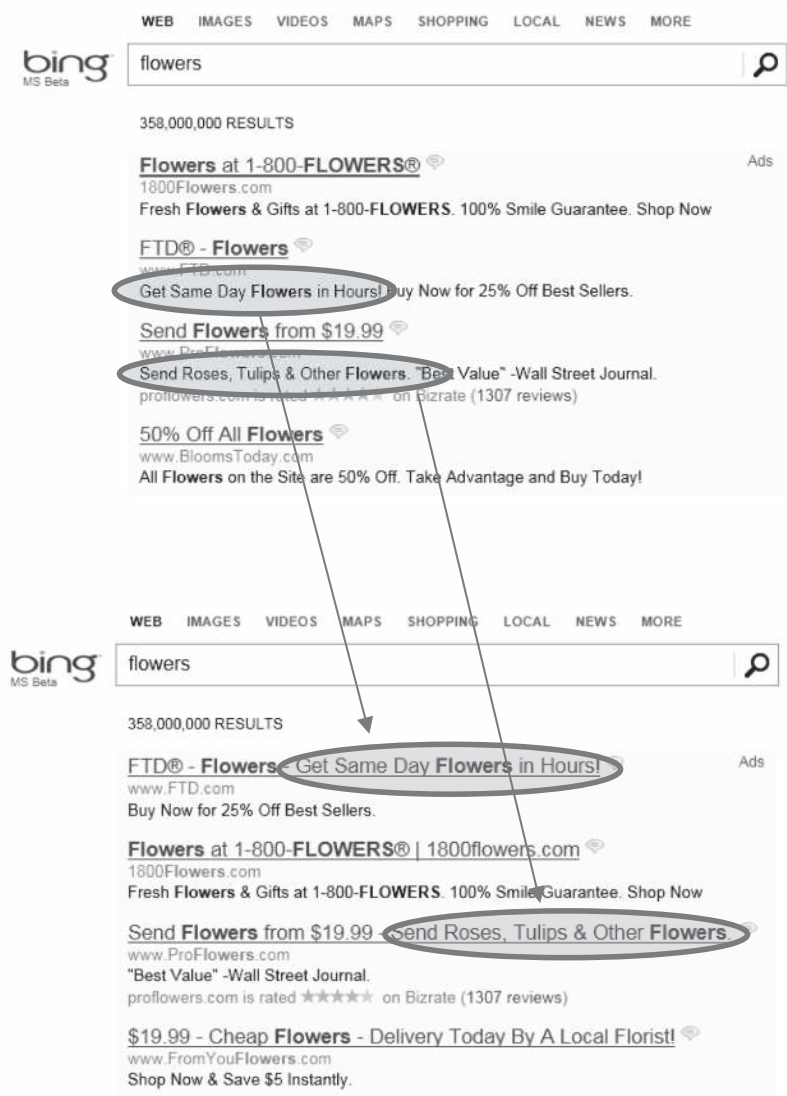 WEB IMAGES VIDEOS MAPS SHOPPING LOCAL NEWS MORE
bing
MS Beta
flowers
358,000,000 RESULTS
Flowers at 1-800-FLOWERS®
Ads
1800Flowers.com
Fresh Flowers & Gifts at 1-800-FLOWERS. 100% Smile Guarantee. Shop Now
FTD® - Flowers
www.FTD.com
Get Same Day Flowers in Hours! Buy Now for 25% Off Best Sellers.
Send Flowers from $19.99
www.ProFlowers.com
Send Roses, Tulips & Other Flowers. "Best Value" -Wall Street Journal.
proflowers.com is rated ★★★★★ on Bizrate (1307 reviews)
50% Off All Flowers
www.BloomsToday.com
All Flowers on the Site are 50% Off. Take Advantage and Buy Today!
WEB IMAGES VIDEOS MAPS SHOPPING LOCAL NEWS MORE
bing
MS Beta
flowers
358,000,000 RESULTS
FTD® - Flowers - Get Same Day Flowers in Hours!
Ads
www.FTD.com
Buy Now for 25% Off Best Sellers.
Flowers at 1-800-FLOWERS® | 1800flowers.com
1800Flowers.com
Fresh Flowers & Gifts at 1-800-FLOWERS. 100% Smile Guarantee. Shop Now
Send Flowers from $19.99 - Send Roses, Tulips & Other Flowers.
www.ProFlowers.com
"Best Value" -Wall Street Journal.
proflowers.com is rated ★★★★★ on Bizrate (1307 reviews)
$19.99 - Cheap Flowers - Delivery Today By A Local Florist!
www.FromYouFlowers.com
Shop Now & Save $5 Instantly.